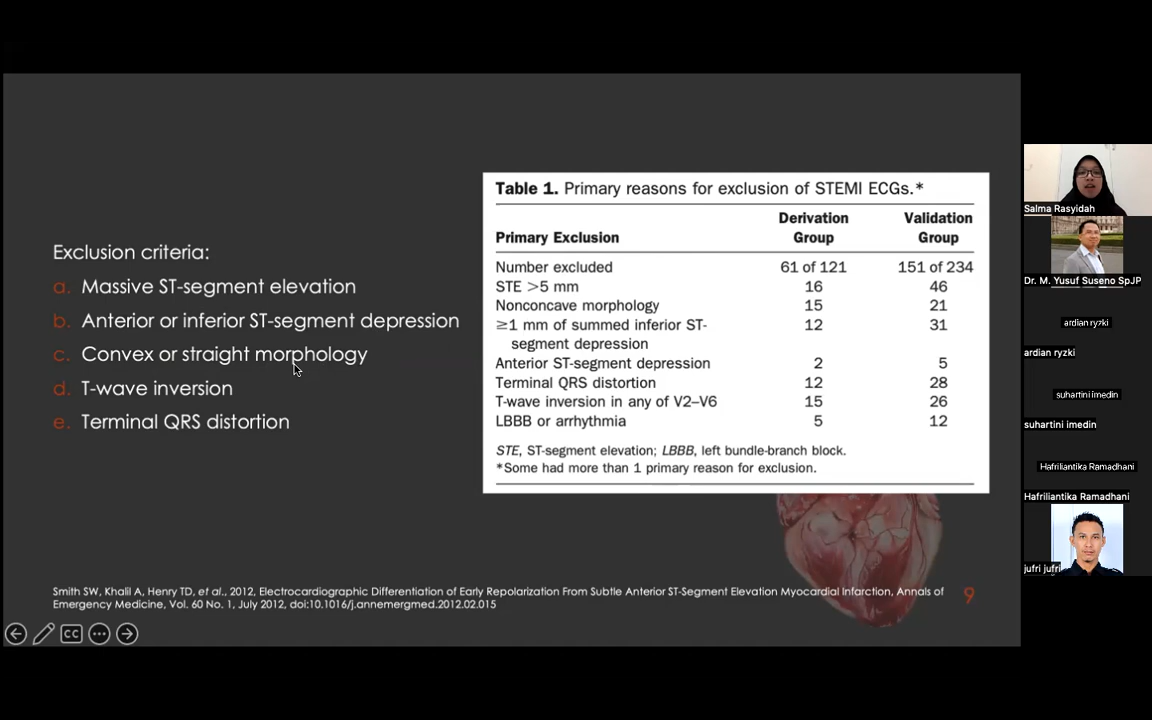 Exclusion criteria:
a. Massive ST-segment elevation
b. Anterior or inferior ST-segment depression
c. Convex or straight morphology
d. T-wave inversion
e. Terminal QRS distortion
Table 1. Primary reasons for exclusion of STEMI ECGs.*
Derivation Validation
Primary Exclusion Group Group
Number excluded 61 of 121 151 of 234
STE >5 mm 16 46
Nonconcave morphology 15 21
≥1 mm of summed inferior ST- 12 31
segment depression
Anterior ST-segment depression 2 5
Terminal QRS distortion 12 28
T-wave inversion in any of V2–V6 15 26
LBBB or arrhythmia 5 12
STE, ST-segment elevation; LBBB, left bundle-branch block.
*Some had more than 1 primary reason for exclusion.
Smith SW, Khalil A, Henry TD, et al., 2012, Electrocardiographic Differentiation of Early Repolarization From Subtle Anterior ST-Segment Elevation Myocardial Infarction, Annals of
Emergency Medicine, Vol. 60 No. 1, July 2012, doi:10.1016/j.annemergmed.2012.02.015
9
CC
Salma Rasyidah
Dr. M. Yusuf Suseno SpJP
ardian ryzki
ardian ryzki
suhartini imedin
suhartini imedin
Hafriliantika Ramadhani
Hafriliantika Ramadhani
jufri jufri